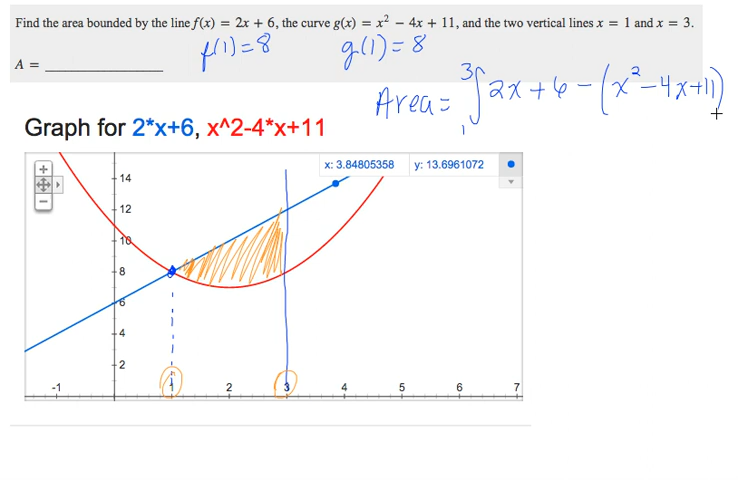 Find the area bounded by the line f(x) = 2x + 6, the curve g(x) = x² − 4x + 11, and the two vertical lines x = 1 and x = 3.
f(1)=8 g(1)=8
A = ____________
Area = ₁³∫ 2x+6−(x²−4x+11)
Graph for 2*x+6, x^2-4*x+11
x: 3.84805358 y: 13.6961072
14
12
10
8
6
4
2
-1 1 2 3 4 5 6 7